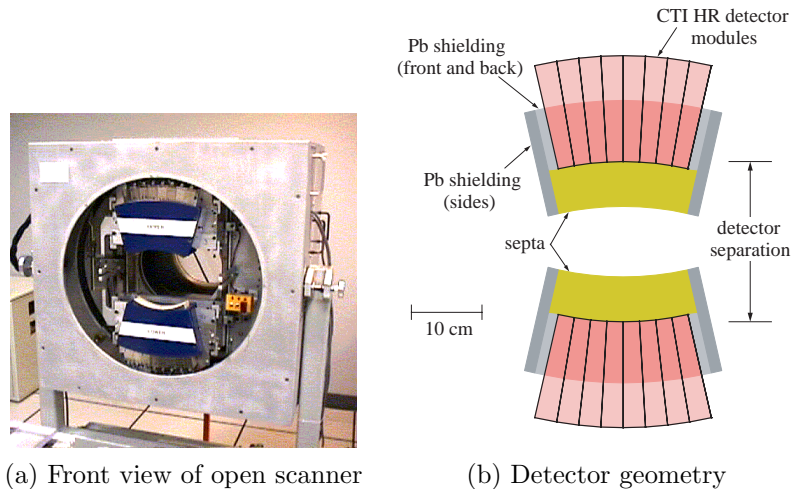 CTI HR detector
modules
Pb shielding
(front and back)
Pb shielding
(sides)
septa
detector
separation
10 cm
(a) Front view of open scanner
(b) Detector geometry